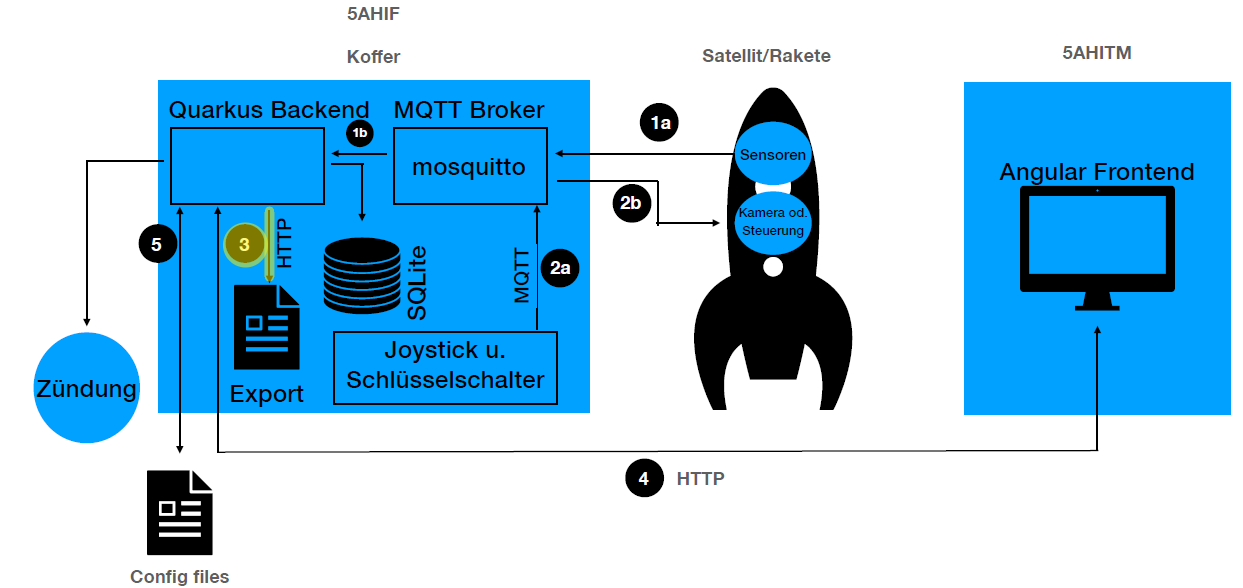 5AHIF
Koffer
Satellit/Rakete
5AHITM
Quarkus Backend
MQTT Broker
1a
1b
mosquitto
Sensoren
Angular Frontend
2b
Kamera od.
Steuerung
5
3
HTTP
SQLite
MQTT
2a
Joystick u.
Schlüsselschalter
Zündung
Export
4
HTTP
Config files